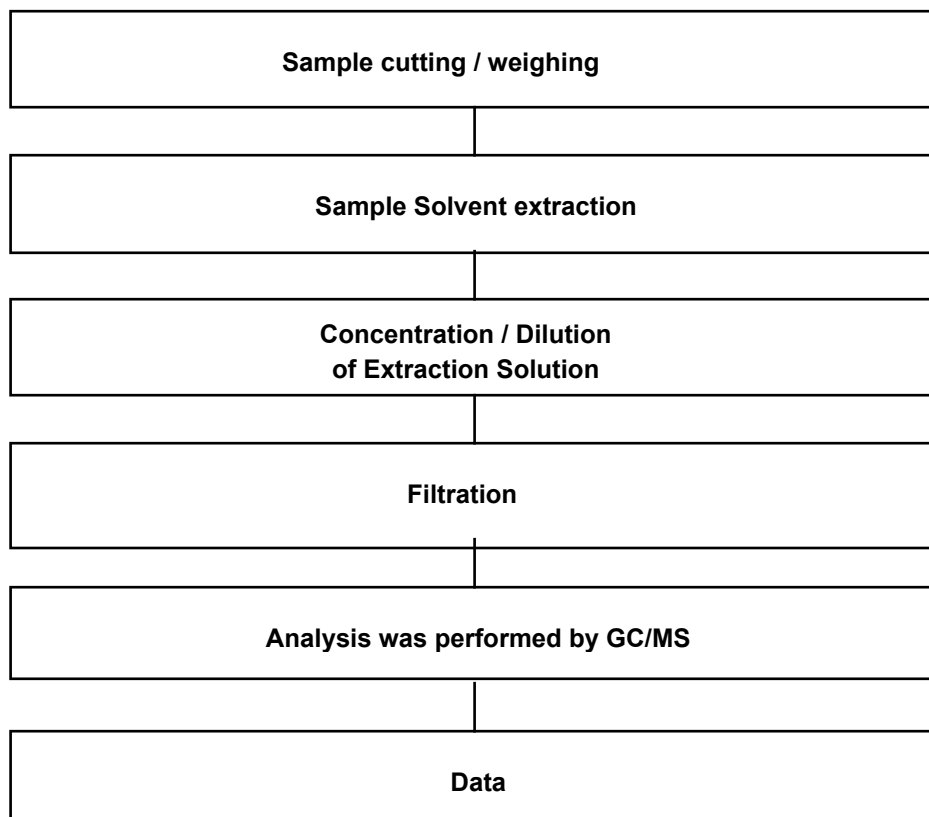 Sample cutting / weighing
Sample Solvent extraction
Concentration / Dilution
of Extraction Solution
Filtration
Analysis was performed by GC/MS
Data